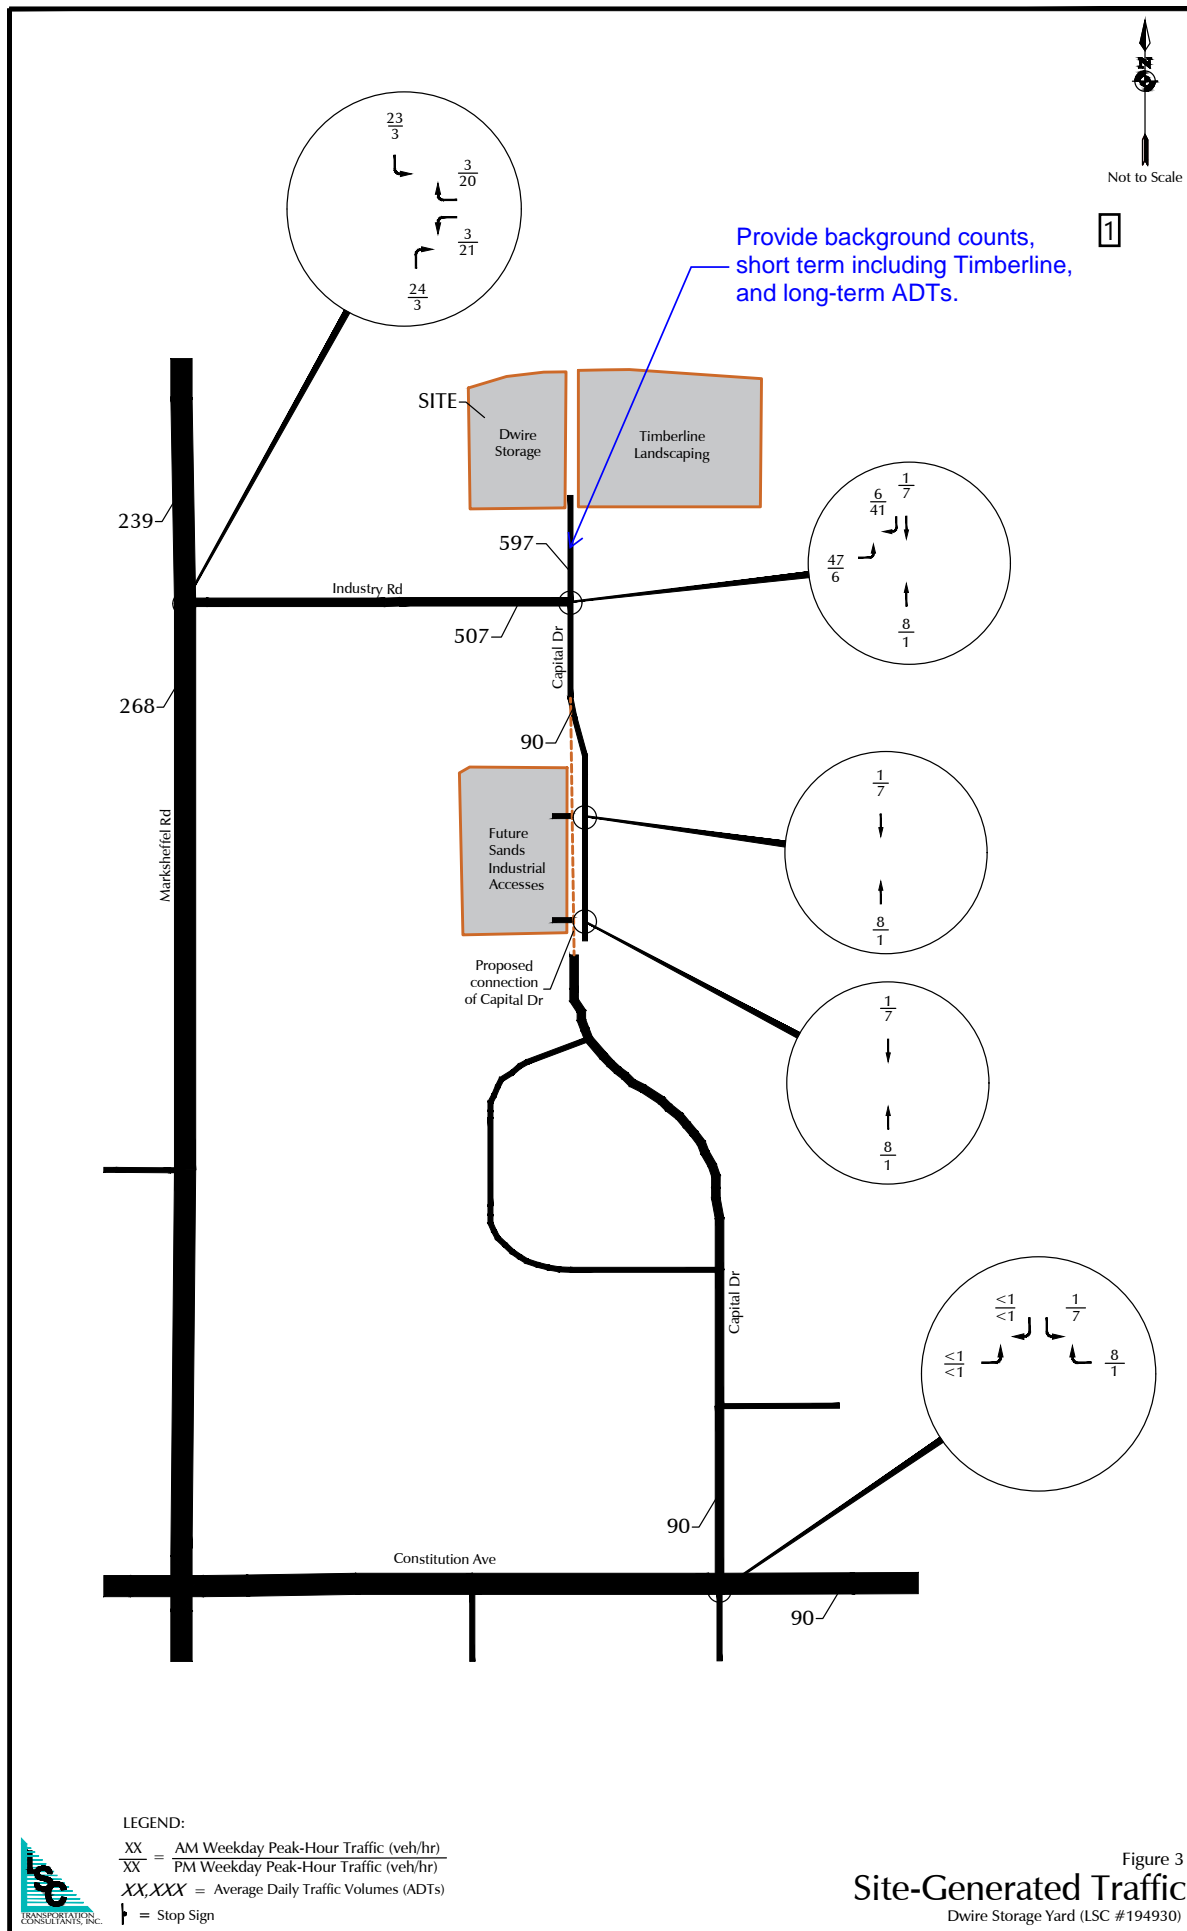 N
Not to Scale
1
23
3
3
20
3
21
24
3
Provide background counts,
short term including Timberline,
and long-term ADTs.
SITE
Dwire
Storage
Timberline
Landscaping
239
597
6
41
1
7
47
6
8
1
Industry Rd
507
Capital Dr
268
90
1
7
8
1
Marksheffel Rd
Future
Sands
Industrial
Accesses
Proposed
connection
of Capital Dr
1
7
8
1
Capital Dr
<1
<1
1
7
<1
<1
8
1
90
Constitution Ave
90
LEGEND:
XX = AM Weekday Peak-Hour Traffic (veh/hr)
XX PM Weekday Peak-Hour Traffic (veh/hr)
XX,XXX = Average Daily Traffic Volumes (ADTs)
= Stop Sign
LSC
TRANSPORTATION
CONSULTANTS, INC.
Figure 3
Site-Generated Traffic
Dwire Storage Yard (LSC #194930)